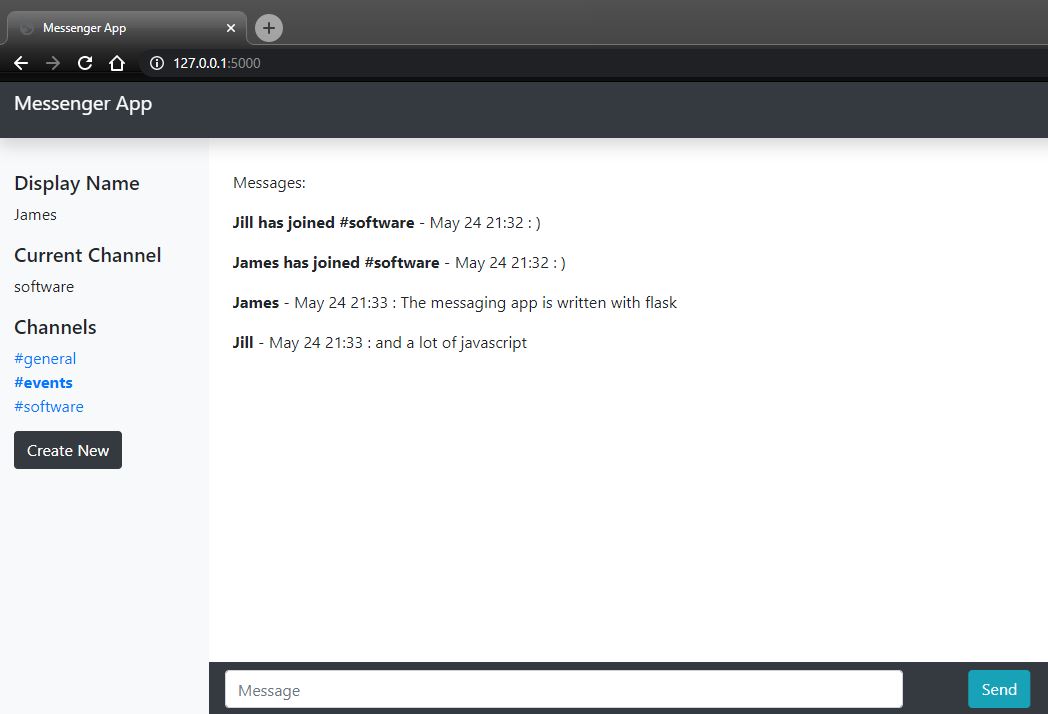 Messenger App
127.0.0.1:5000
Messenger App
Display Name
James
Current Channel
software
Channels
#general
#events
#software
Create New
Messages:
Jill has joined #software - May 24 21:32 : )
James has joined #software - May 24 21:32 : )
James - May 24 21:33 : The messaging app is written with flask
Jill - May 24 21:33 : and a lot of javascript
Message
Send